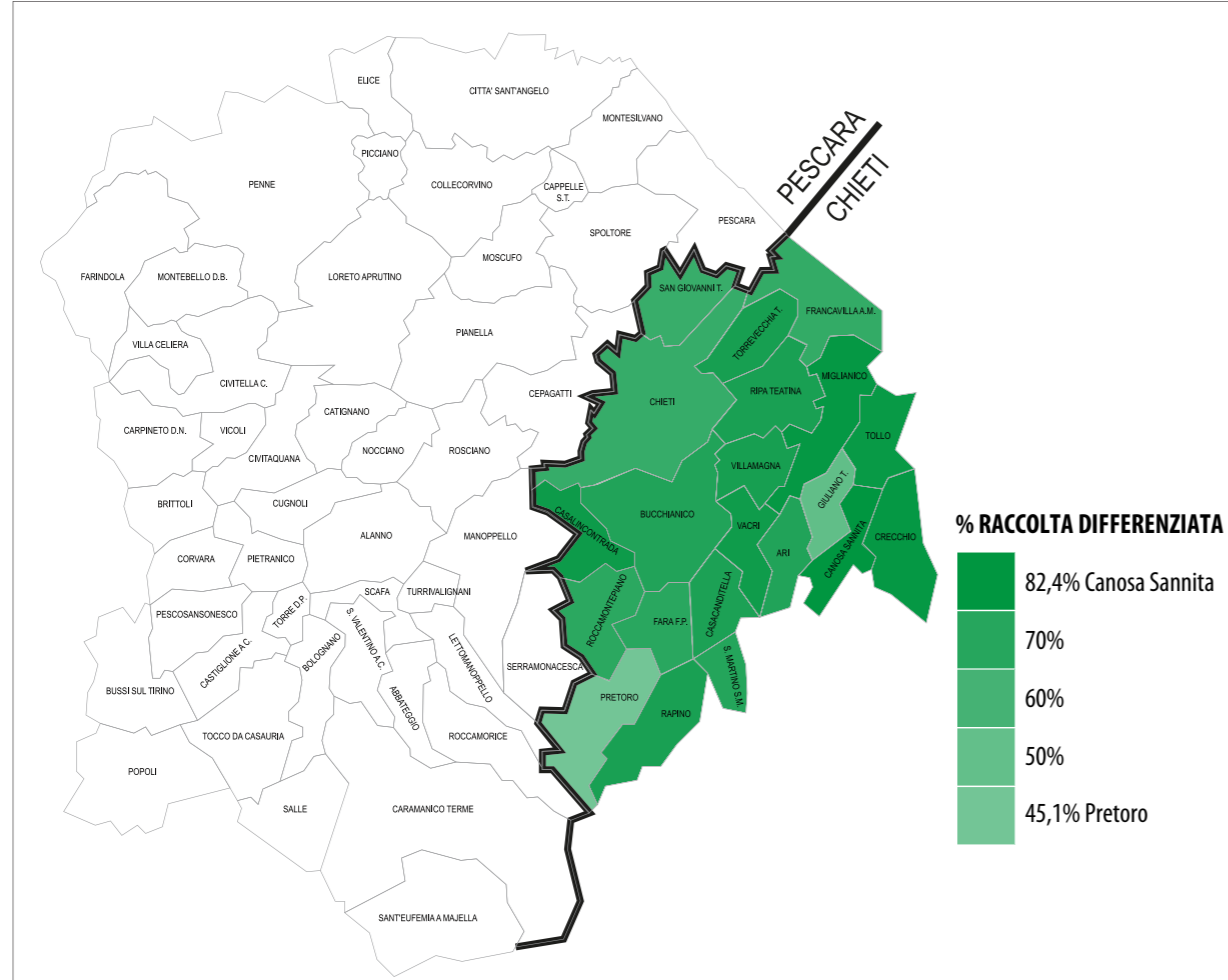 ELICE
CITTA' SANT'ANGELO
MONTESILVANO
PICCIANO
PENNE
COLLECORVINO
CAPPELLE
S.T.
PESCARA
CHIETI
PESCARA
SPOLTORE
MOSCUFO
FARINDOLA
MONTEBELLO D.B.
LORETO APRUTINO
SAN GIOVANNI T.
FRANCAVILLA A.M.
TORREVECCHIA T.
PIANELLA
VILLA CELIERA
CIVITELLA C.
MIGLIANICO
RIPA TEATINA
CEPAGATTI
CHIETI
CATIGNANO
CARPINETO D.N.
VICOLI
TOLLO
NOCCIANO
ROSCIANO
CIVITAQUANA
VILLAMAGNA
GIULIANO T.
BRITTOLI
CUGNOLI
BUCCHIANICO
CASALINCONTRADA
VACRI
ALANNO
MANOPPELLO
CRECCHIO
CANOSA SANNITA
ARI
CORVARA
PIETRANICO
% RACCOLTA DIFFERENZIATA
82,4% Canosa Sannita
70%
60%
50%
45,1% Pretoro
SCAFA
TURRIVALIGNANI
PESCOSANSONESCO
TORRE D.P.
S. VALENTINO A.C.
ROCCAMONTEPIANO
FARA F.P.
CASACANDITELLA
CASTIGLIONE A C.
BOLOGNANO
LETTOMANOPPELLO
SERRAMONACESCA
S. MARTINO S.M.
BUSSI SUL TIRINO
ABBATEGGIO
PRETORO
RAPINO
TOCCO DA CASAURIA
ROCCAMORICE
POPOLI
SALLE
CARAMANICO TERME
SANT'EUFEMIA A MAJELLA